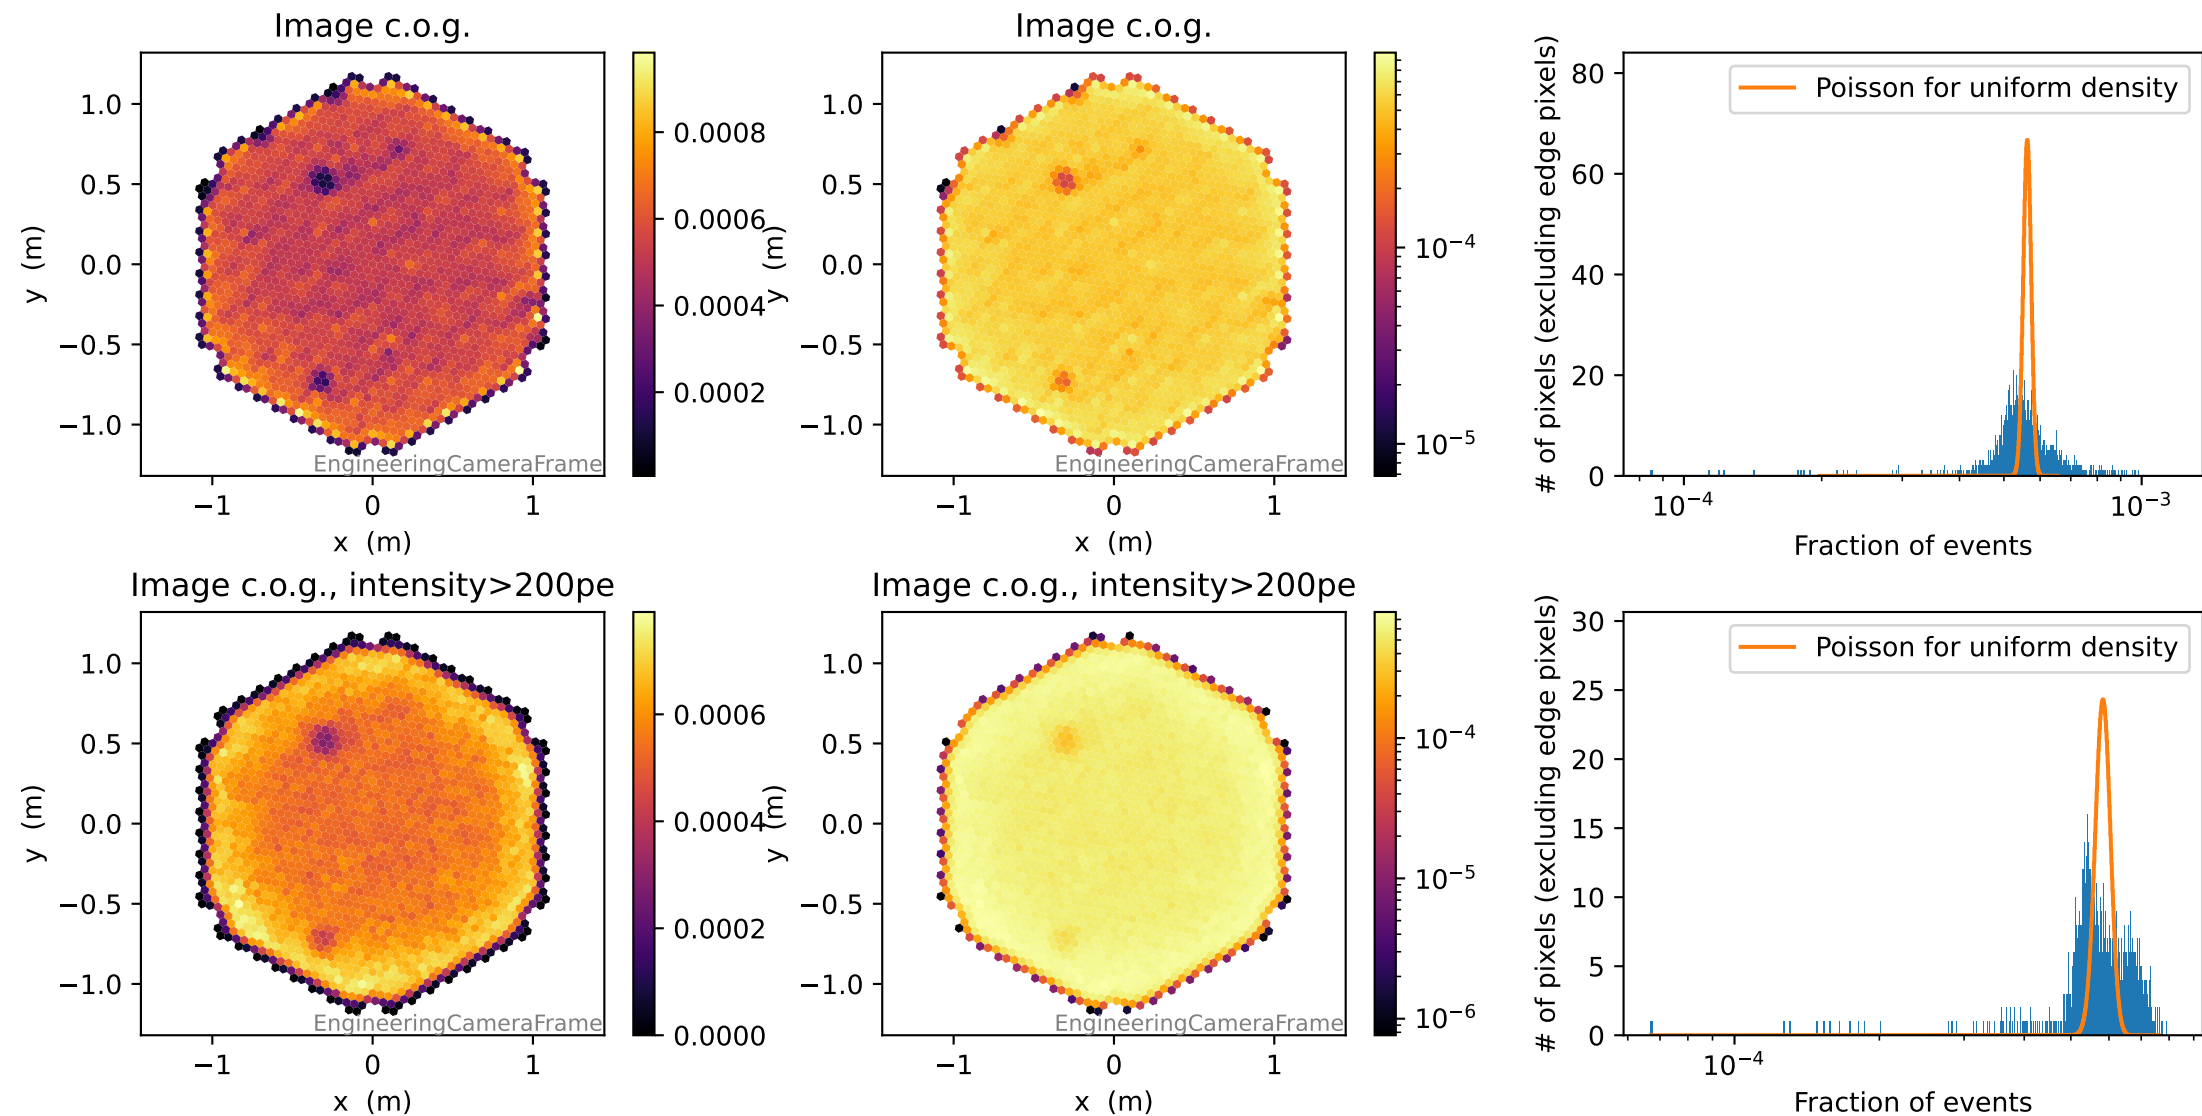 Image c.o.g.
1.0
0.5
0.0
−0.5
−1.0
y (m)
−1
0
1
x (m)
EngineeringCameraFrame
0.0008
0.0006
0.0004
0.0002
Image c.o.g.
1.0
0.5
0.0
−0.5
−1.0
y (m)
−1
0
1
x (m)
EngineeringCameraFrame
10⁻⁴
10⁻⁵
# of pixels (excluding edge pixels)
80
60
40
20
0
Poisson for uniform density
10⁻⁴
10⁻³
Fraction of events
Image c.o.g., intensity>200pe
1.0
0.5
0.0
−0.5
−1.0
y (m)
−1
0
1
x (m)
EngineeringCameraFrame
0.0006
0.0004
0.0002
0.0000
Image c.o.g., intensity>200pe
1.0
0.5
0.0
−0.5
−1.0
y (m)
−1
0
1
x (m)
EngineeringCameraFrame
10⁻⁴
10⁻⁵
10⁻⁶
# of pixels (excluding edge pixels)
30
25
20
15
10
5
0
Poisson for uniform density
10⁻⁴
Fraction of events